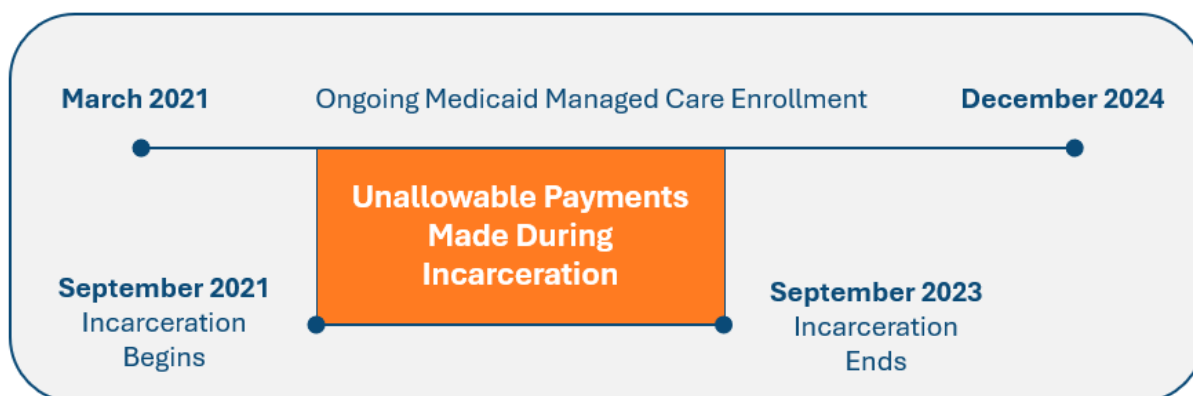 March 2021
Ongoing Medicaid Managed Care Enrollment
December 2024
Unallowable Payments
Made During
Incarceration
September 2021
Incarceration
Begins
September 2023
Incarceration
Ends